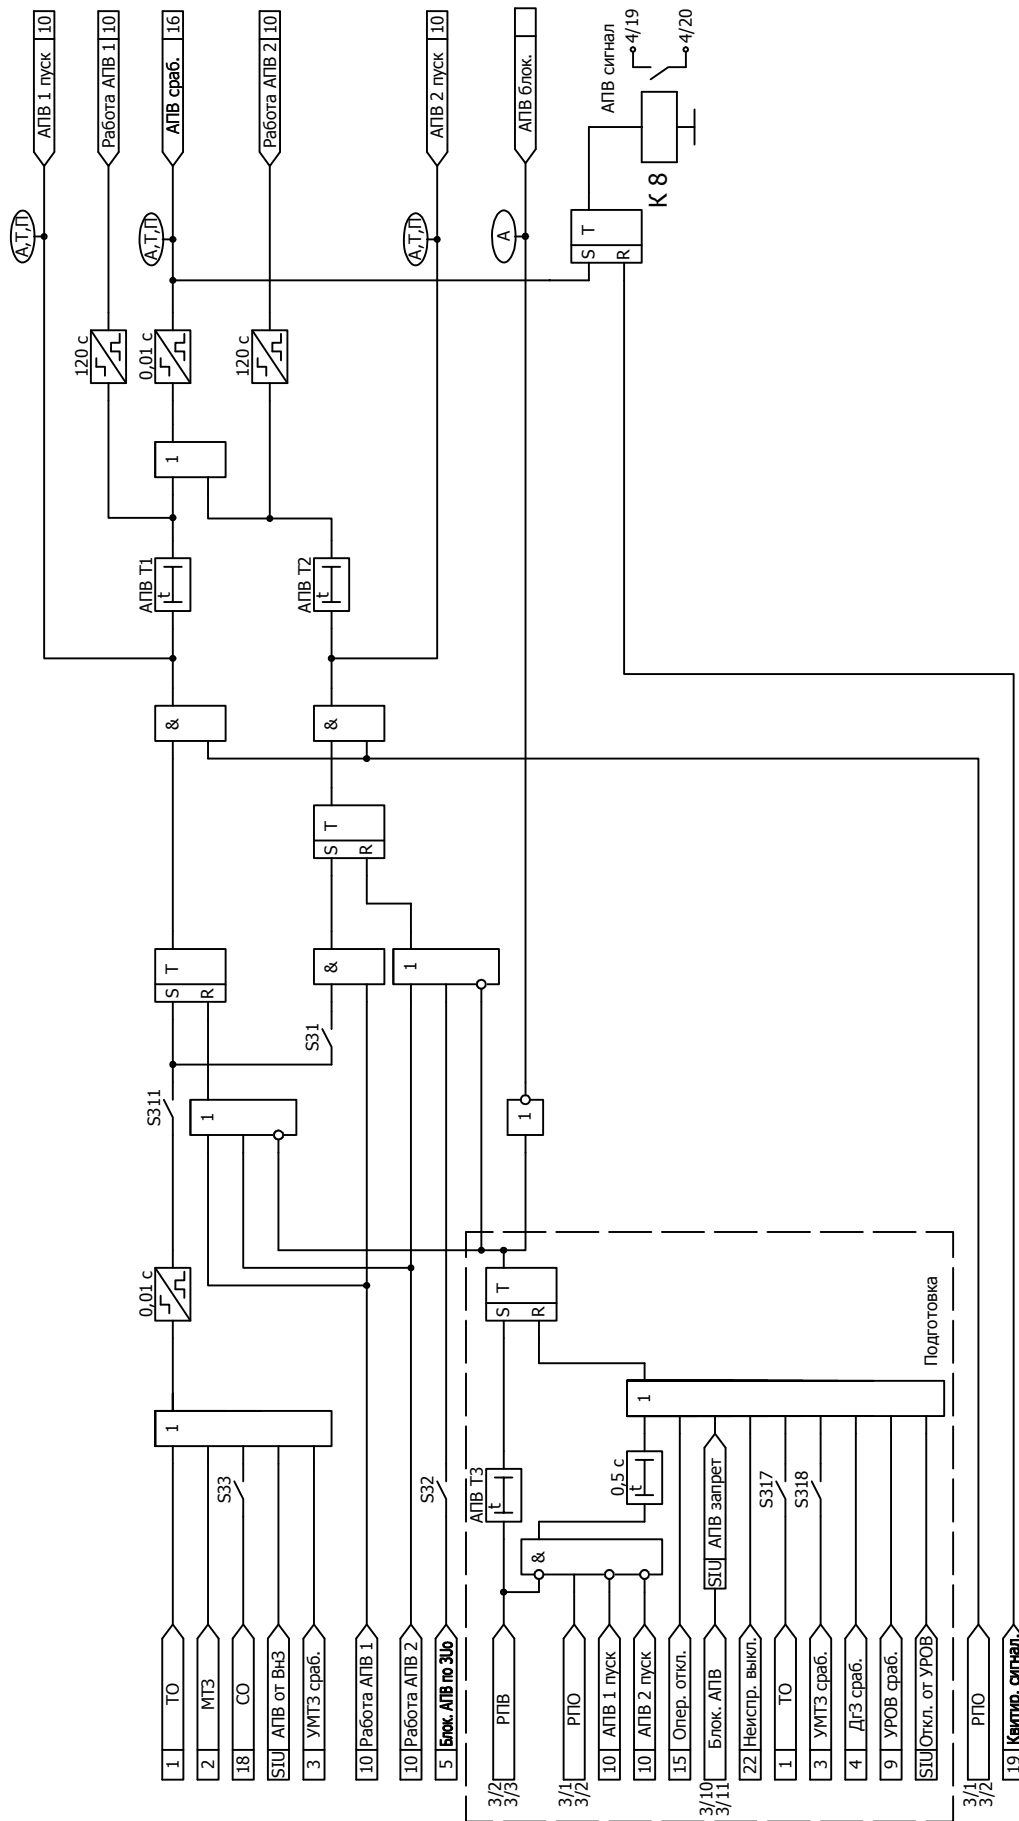 1 ТО
2 МТЗ
18 СО
SIU АПВ от ВнЗ
3 УМТЗ сраб.
10 Работа АПВ 1
10 Работа АПВ 2
5 Блок. АПВ по 3Uo
3/2
3/3
РПВ
3/1
3/2
РПО
10 АПВ 1 пуск
10 АПВ 2 пуск
15 Опер. откл.
3/10
3/11
Блок. АПВ
SIU АПВ запрет
22 Неиспр. выкл.
1 ТО
3 УМТЗ сраб.
4 ДгЗ сраб.
9 УРОВ сраб.
SIU Откл. от УРОВ
3/1
3/2
РПО
19 Квитир. сигнал.
S33
S32
S317
S318
1
0,01 с
S311
1
S T
R
S31
&
1
S T
R
&
&
АПВ Т1
t
АПВ Т2
t
1
120 с
0,01 с
120 с
А,Т,П
А,Т,П
А,Т,П
А
АПВ 1 пуск 10
Работа АПВ 1 10
АПВ сраб. 16
Работа АПВ 2 10
АПВ 2 пуск 10
АПВ блок.
АПВ Т3
t
&
0,5 с
t
1
S T
R
Подготовка
1
S T
R
К 8
АПВ сигнал
4/19
4/20